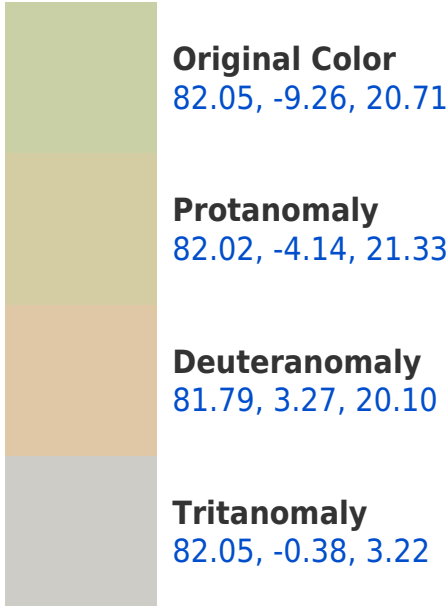 Original Color
82.05, -9.26, 20.71
Protanomaly
82.02, -4.14, 21.33
Deuteranomaly
81.79, 3.27, 20.10
Tritanomaly
82.05, -0.38, 3.22